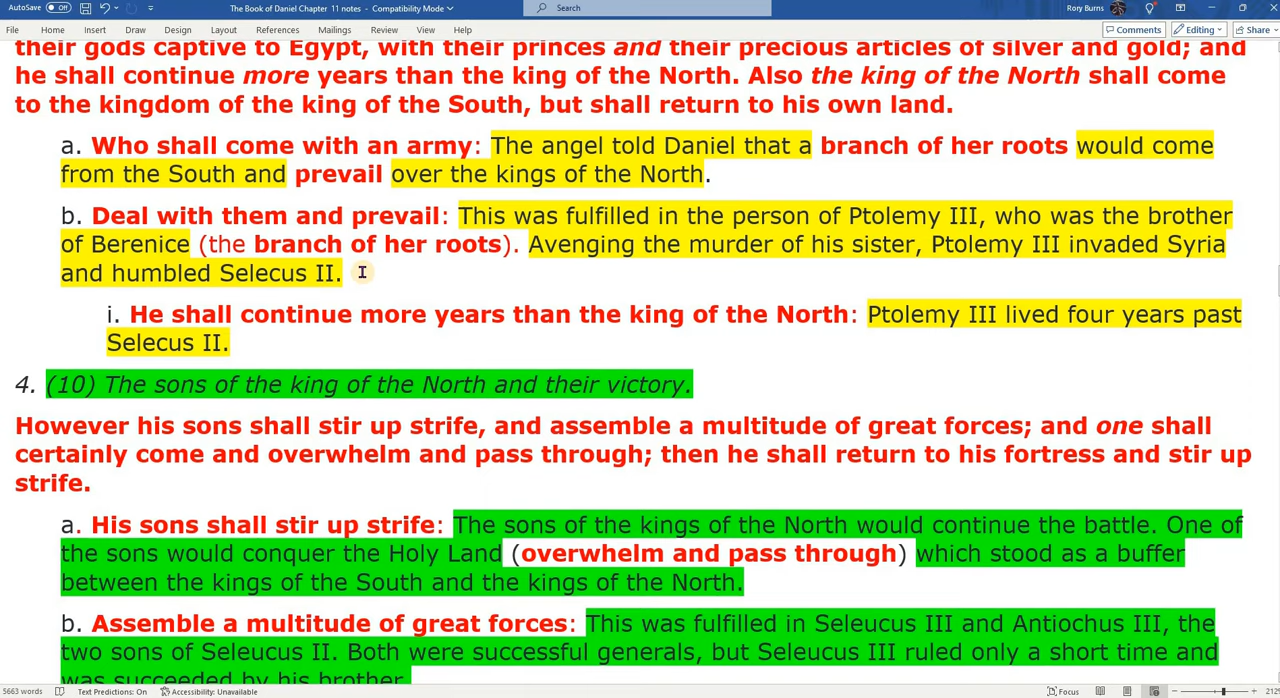 AutoSave Off The Book of Daniel Chapter 11 notes - Compatibility Mode Search Rory Burns
File Home Insert Draw Design Layout References Mailings Review View Help Comments Editing Share
their gods captive to Egypt, with their princes and their precious articles of silver and gold; and
he shall continue more years than the king of the North. Also the king of the North shall come
to the kingdom of the king of the South, but shall return to his own land.
a. Who shall come with an army: The angel told Daniel that a branch of her roots would come
from the South and prevail over the kings of the North.
b. Deal with them and prevail: This was fulfilled in the person of Ptolemy III, who was the brother
of Berenice (the branch of her roots). Avenging the murder of his sister, Ptolemy III invaded Syria
and humbled Selecus II.
i. He shall continue more years than the king of the North: Ptolemy III lived four years past
Selecus II.
4. (10) The sons of the king of the North and their victory.
However his sons shall stir up strife, and assemble a multitude of great forces; and one shall
certainly come and overwhelm and pass through; then he shall return to his fortress and stir up
strife.
a. His sons shall stir up strife: The sons of the kings of the North would continue the battle. One of
the sons would conquer the Holy Land (overwhelm and pass through) which stood as a buffer
between the kings of the South and the kings of the North.
b. Assemble a multitude of great forces: This was fulfilled in Seleucus III and Antiochus III, the
two sons of Seleucus II. Both were successful generals, but Seleucus III ruled only a short time and
was succeeded by his brother.
5663 words Text Predictions: On Accessibility: Unavailable Focus